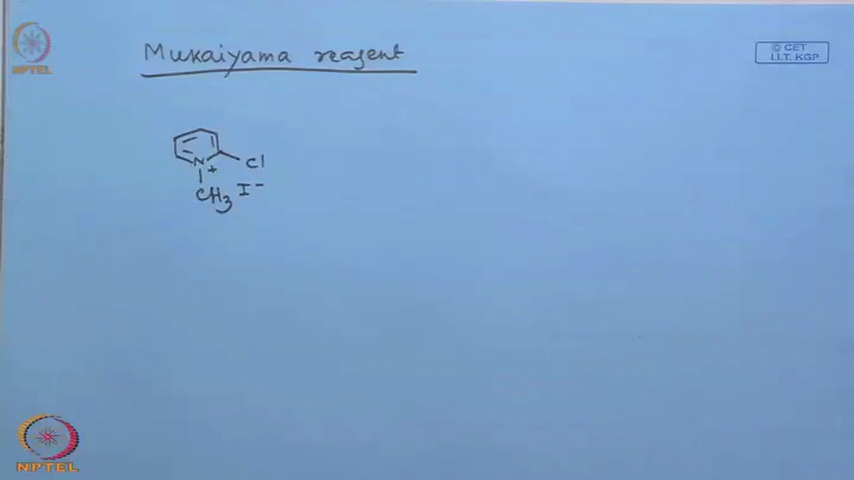 Mukaiyama reagent
© CET
I.I.T. KGP
NPTEL
N
+
Cl
CH3 I-
NPTEL